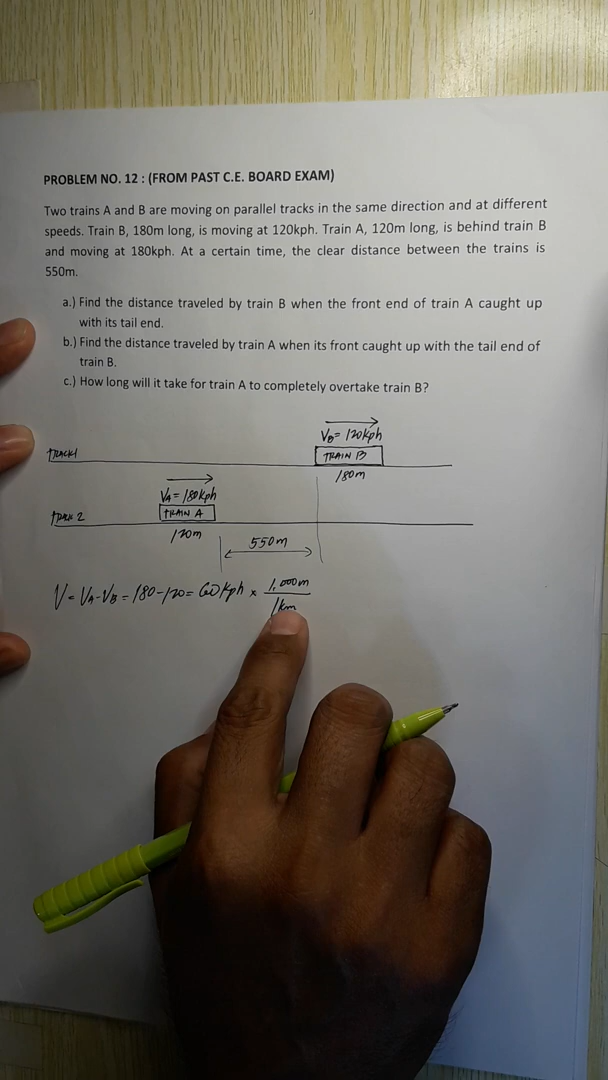 PROBLEM NO. 12 : (FROM PAST C.E. BOARD EXAM)
Two trains A and B are moving on parallel tracks in the same direction and at different
speeds. Train B, 180m long, is moving at 120kph. Train A, 120m long, is behind train B
and moving at 180kph. At a certain time, the clear distance between the trains is
550m.
a.) Find the distance traveled by train B when the front end of train A caught up
with its tail end.
b.) Find the distance traveled by train A when its front caught up with the tail end of
train B.
c.) How long will it take for train A to completely overtake train B?
VB= 120kph
TRACK1
TRAIN B
180m
VA = 180kph
TRACK 2
TRAIN A
120m
550m
V= VA-VB = 180-120= 60kph × 1,000m
1km